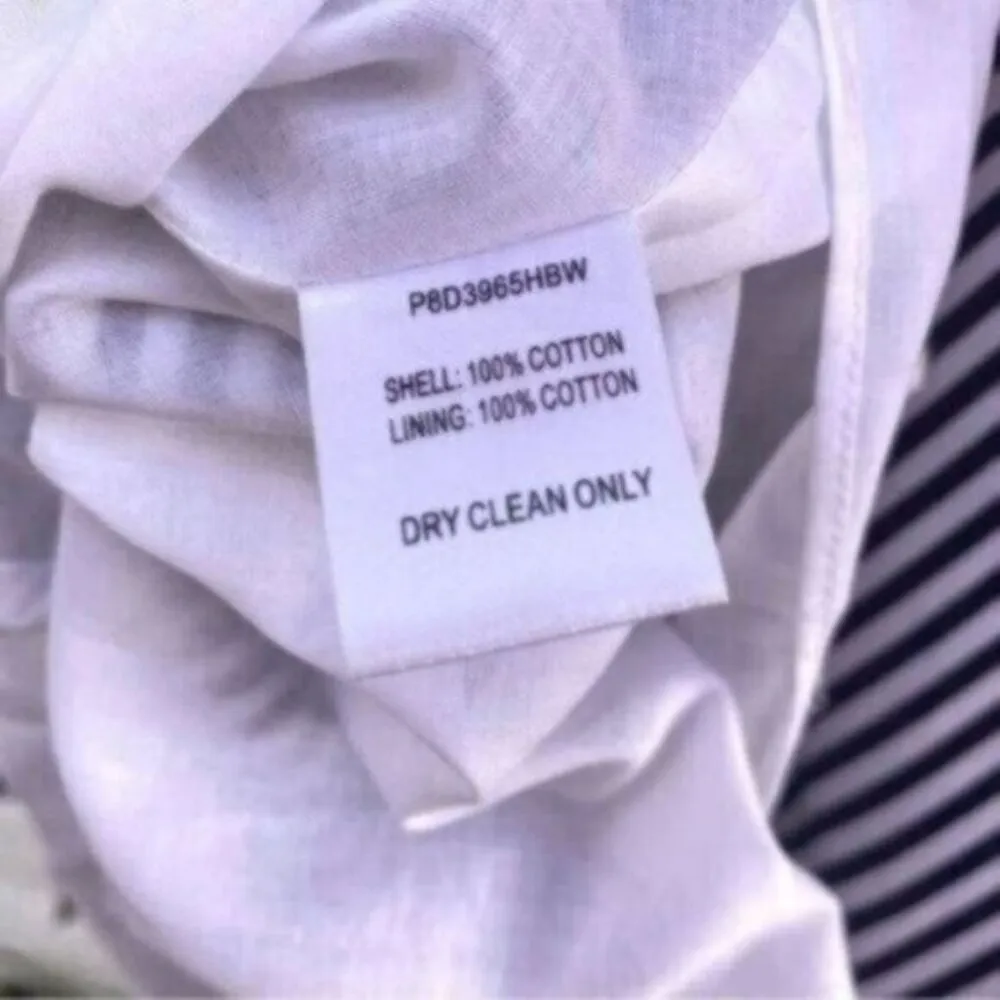 P8D3965HBW
SHELL: 100% COTTON
LINING: 100% COTTON
DRY CLEAN ONLY